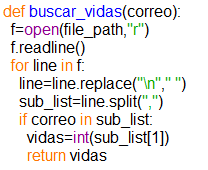 def buscar_vidas(correo):
  f=open(file_path,"r")
  f.readline()
  for line in f:
    line=line.replace("\n"," ")
    sub_list=line.split(",")
    if correo in sub_list:
      vidas=int(sub_list[1])
      return vidas